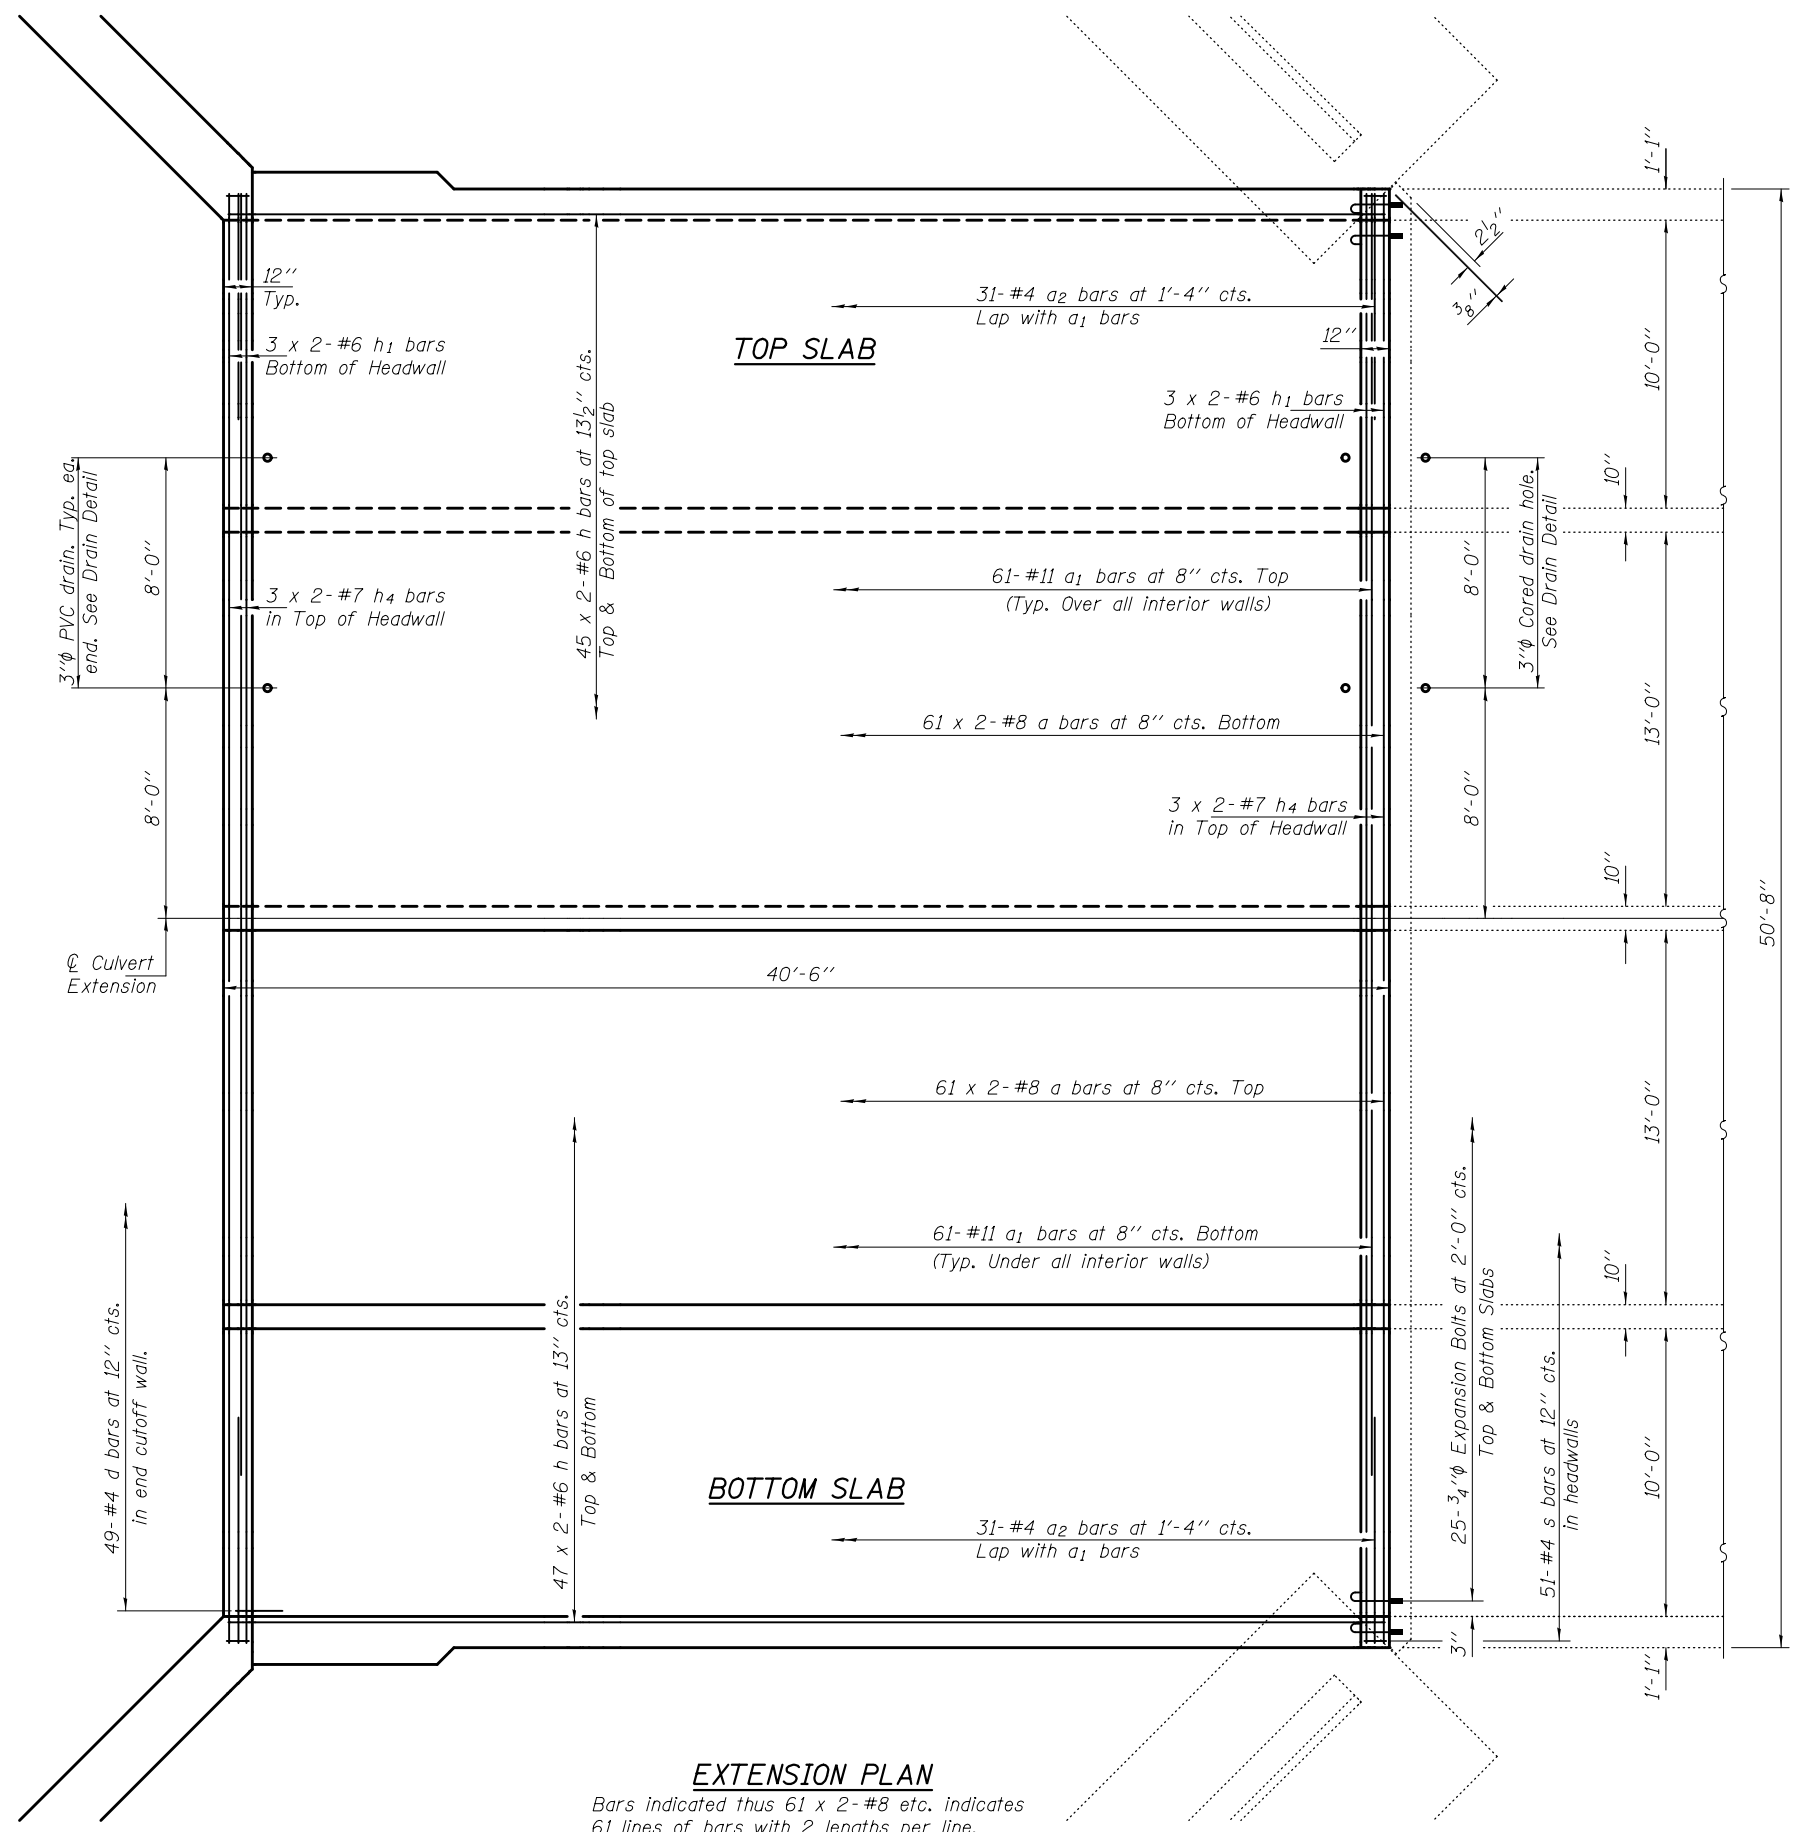 1'-1"
2½"
⅜"
12"
Typ.
31-#4 a2 bars at 1'-4" cts.
Lap with a1 bars
12"
TOP SLAB
3 x 2-#6 h1 bars
Bottom of Headwall
45 x 2-#6 h bars at 13½" cts.
Top & Bottom of top slab
3 x 2-#6 h1 bars
Bottom of Headwall
10'-0"
3"ϕ PVC drain. Typ. ea.
end. See Drain Detail
8'-0"
10"
3"ϕ Cored drain hole.
See Drain Detail
8'-0"
3 x 2-#7 h4 bars
in Top of Headwall
61-#11 a1 bars at 8" cts. Top
(Typ. Over all interior walls)
13'-0"
61 x 2-#8 a bars at 8" cts. Bottom
8'-0"
8'-0"
3 x 2-#7 h4 bars
in Top of Headwall
10"
50'-8"
℄ Culvert
Extension
40'-6"
61 x 2-#8 a bars at 8" cts. Top
13'-0"
61-#11 a1 bars at 8" cts. Bottom
(Typ. Under all interior walls)
10"
49-#4 d bars at 12" cts.
in end cutoff wall.
47 x 2-#6 h bars at 13" cts.
Top & Bottom
25-¾"ϕ Expansion Bolts at 2'-0" cts.
Top & Bottom Slabs
51-#4 s bars at 12" cts.
in headwalls
10'-0"
BOTTOM SLAB
31-#4 a2 bars at 1'-4" cts.
Lap with a1 bars
3"
1'-1"
EXTENSION PLAN
Bars indicated thus 61 x 2-#8 etc. indicates
61 lines of bars with 2 lengths per line.